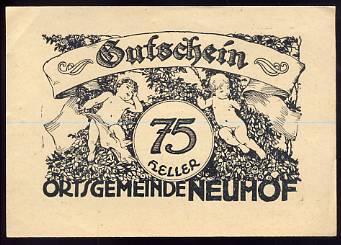 Gutschein
75
HELLER
ORTSGEMEINDE NEUHOF